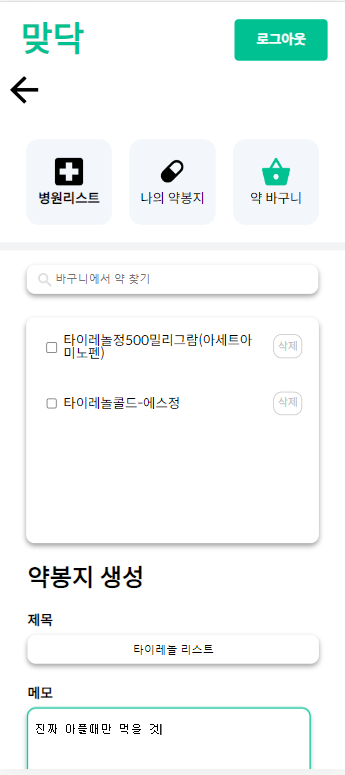 맞닥
로그아웃
병원리스트
나의 약봉지
약 바구니
바구니에서 약 찾기
타이레놀정500밀리그람(아세트아
미노펜)
삭제
타이레놀콜드-에스정
삭제
약봉지 생성
제목
타이레놀 리스트
메모
진짜 아플때만 먹을 것